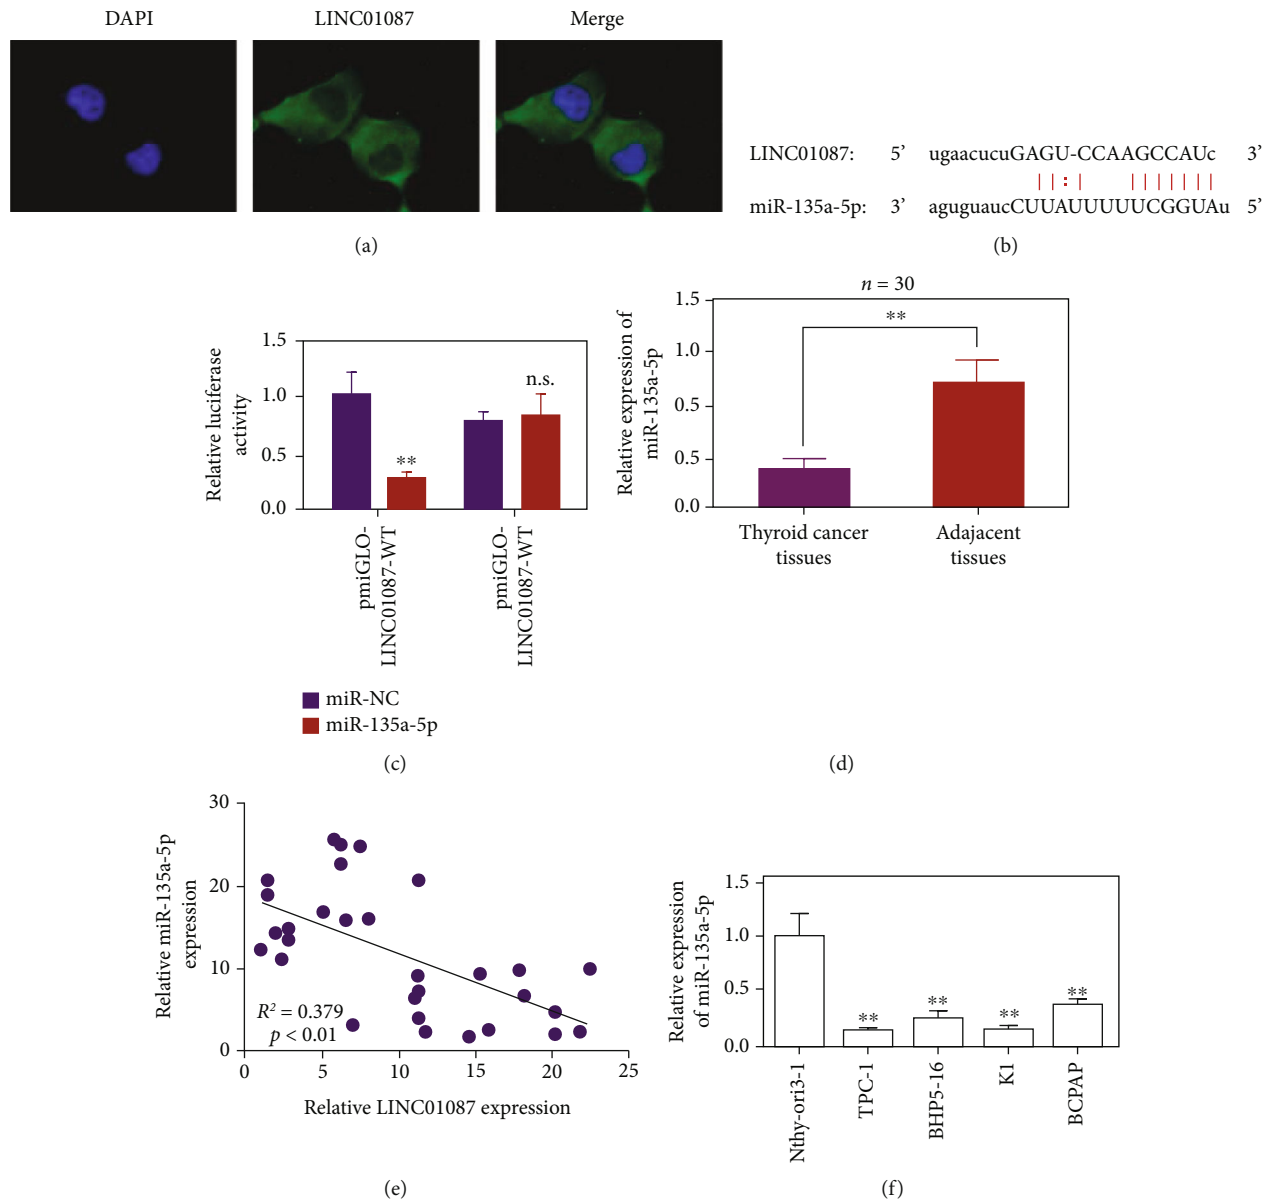 DAPI
LINC01087
Merge
(a)
LINC01087: 5’ ugaacucuGAGU-CCAAGCCAUc 3’
miR-135a-5p: 3’ aguguaucCUUAUUUUUCGGUAu 5’
(b)
Relative luciferase
activity
1.5
1.0
0.5
0.0
**
n.s.
pmiGLO-
LINC01087-WT
pmiGLO-
LINC01087-WT
miR-NC
miR-135a-5p
(c)
n = 30
Relative expression of
miR-135a-5p
1.5
1.0
0.5
0.5
0.0
**
Thyroid cancer
tissues
Adajacent
tissues
(d)
Relative miR-135a-5p
expression
30
20
10
0
R² = 0.379
p < 0.01
0 5 10 15 20 25
Relative LINC01087 expression
(e)
Relative expression
of miR-135a-5p
1.5
1.0
0.5
0.0
**
**
**
**
Nthy-ori3-1
TPC-1
BHP5-16
K1
BCPAP
(f)